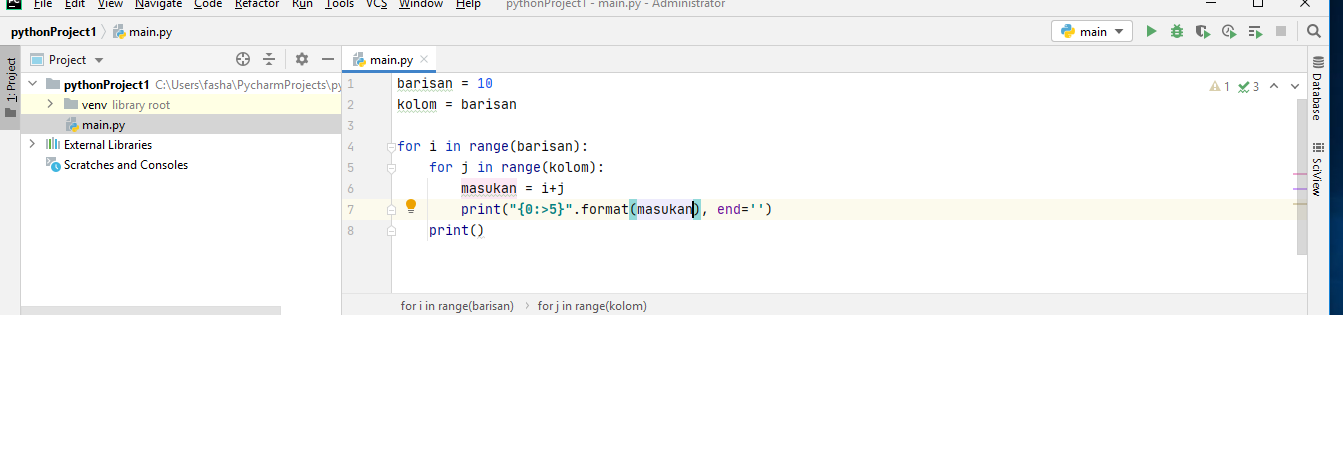 File Edit View Navigate Code Refactor Run Tools VCS Window Help pythonProject1 - main.py - Administrator
pythonProject1 main.py main
1: Project
Project
main.py
pythonProject1 C:\Users\fasha\PycharmProjects\py
venv library root
main.py
External Libraries
Scratches and Consoles
1 barisan = 10
2 kolom = barisan
3
4 for i in range(barisan):
5 for j in range(kolom):
6 masukan = i+j
7 print("{0:>5}".format(masukan), end='')
8 print()
1 3
Database
SciView
for i in range(barisan) › for j in range(kolom)